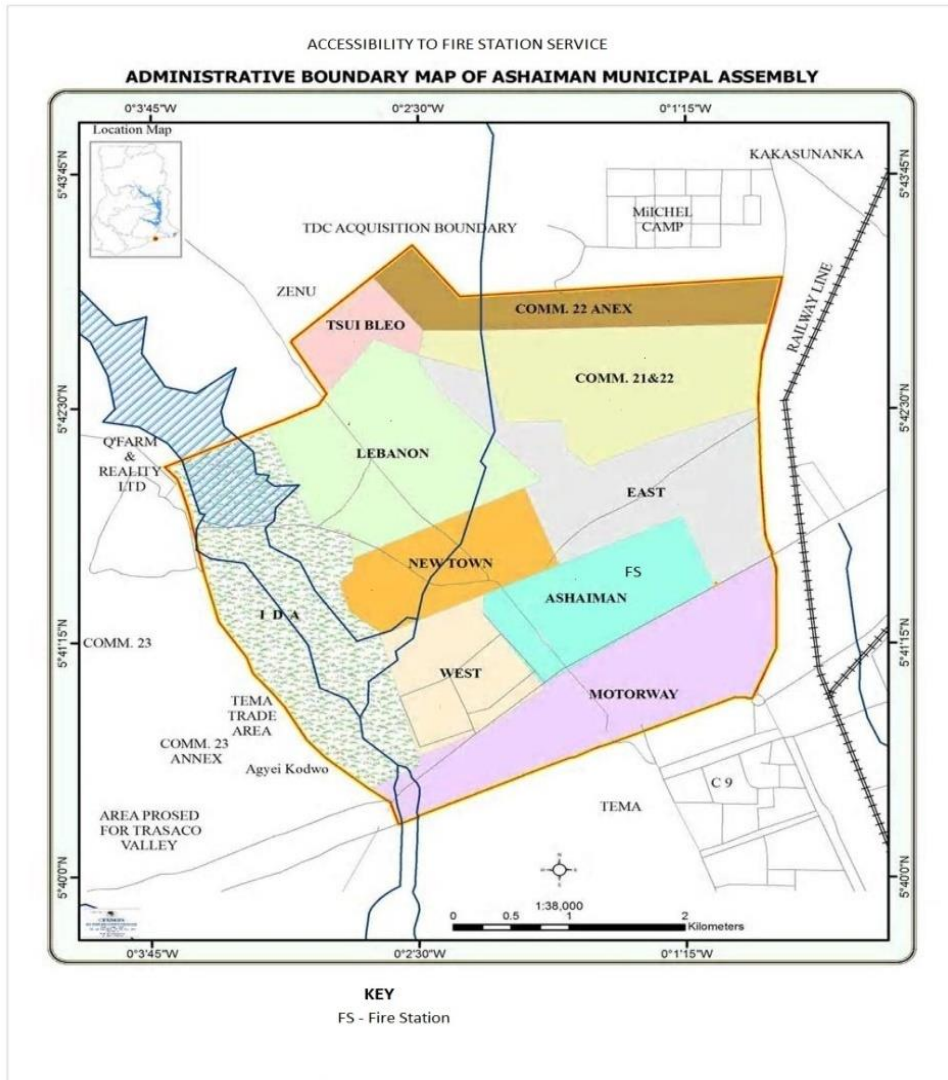 ACCESSIBILITY TO FIRE STATION SERVICE
ADMINISTRATIVE BOUNDARY MAP OF ASHAIMAN MUNICIPAL ASSEMBLY
0°3'45"W
0°2'30"W
0°1'15"W
Location Map
KAKASUNANKA
5°43'45"N
5°43'45"N
MiICHEL
CAMP
TDC ACQUISITION BOUNDARY
ZENU
COMM. 22 ANEX
TSUI BLEO
RAILWAY LINE
COMM. 21&22
5°42'30"N
5°42'30"N
Q'FARM
&
REALITY
LTD
LEBANON
EAST
NEW TOWN
FS
ASHAIMAN
I D A
5°41'15"N
5°41'15"N
COMM. 23
WEST
MOTORWAY
TEMA
TRADE
AREA
COMM. 23
ANNEX
Agyei Kodwo
C 9
TEMA
AREA PROSED
FOR TRASACO
VALLEY
5°40'0"N
5°40'0"N
N
1:38,000
0 0.5 1 2
Kilometers
0°3'45"W
0°2'30"W
0°1'15"W
KEY
FS - Fire Station